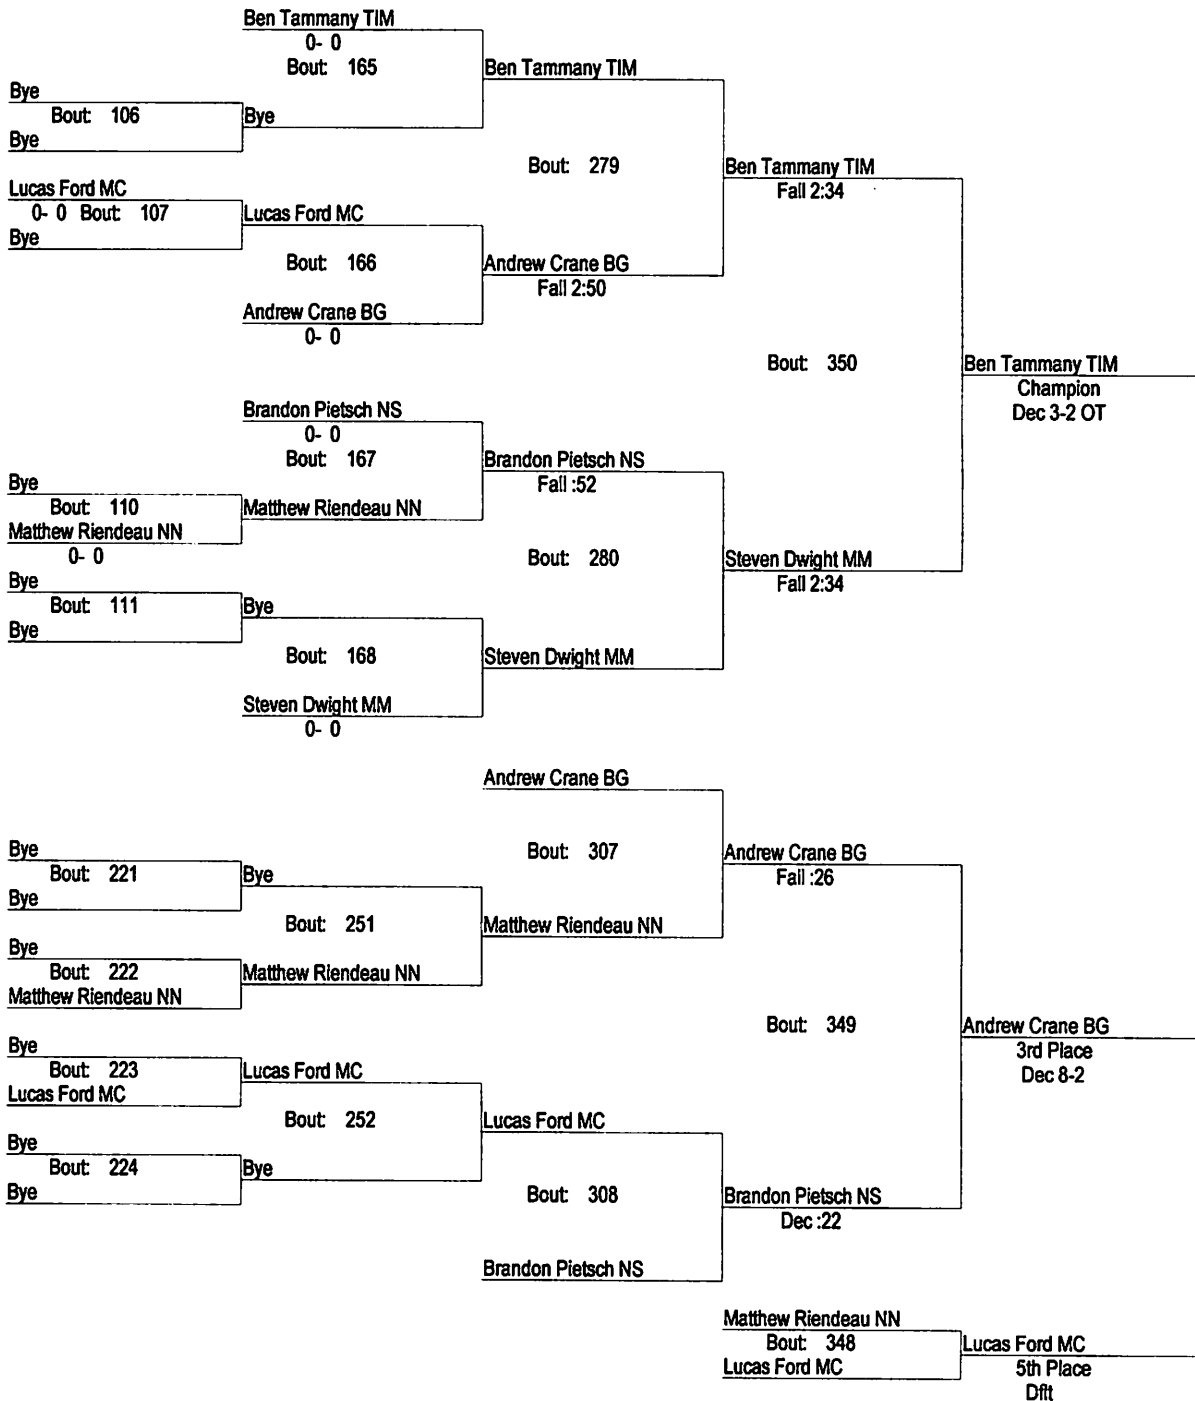 Ben Tammany TIM
0- 0
Bout: 165
Ben Tammany TIM
Bye
Bout: 106
Bye
Bye
Bout: 279
Ben Tammany TIM
Fall 2:34
Lucas Ford MC
0- 0 Bout: 107
Lucas Ford MC
Bye
Bout: 166
Andrew Crane BG
Fall 2:50
Andrew Crane BG
0- 0
Bout: 350
Ben Tammany TIM
Champion
Dec 3-2 OT
Brandon Pietsch NS
0- 0
Bout: 167
Brandon Pietsch NS
Fall :52
Bye
Bout: 110
Matthew Riendeau NN
Matthew Riendeau NN
0- 0
Bout: 280
Steven Dwight MM
Fall 2:34
Bye
Bout: 111
Bye
Bye
Bout: 168
Steven Dwight MM
Steven Dwight MM
0- 0
Andrew Crane BG
Bout: 307
Andrew Crane BG
Fall :26
Bye
Bout: 221
Bye
Bye
Bout: 251
Matthew Riendeau NN
Bye
Bout: 222
Matthew Riendeau NN
Matthew Riendeau NN
Bout: 349
Andrew Crane BG
3rd Place
Dec 8-2
Bye
Bout: 223
Lucas Ford MC
Lucas Ford MC
Bout: 252
Lucas Ford MC
Bye
Bout: 224
Bye
Bye
Bout: 308
Brandon Pietsch NS
Dec :22
Brandon Pietsch NS
Matthew Riendeau NN
Bout: 348
Lucas Ford MC
Lucas Ford MC
5th Place
Dflt